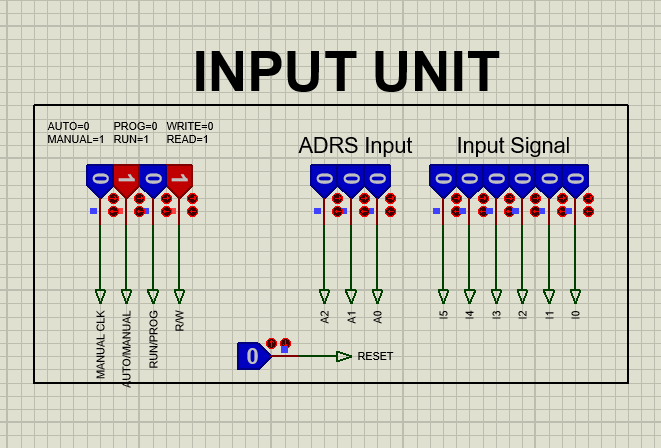 INPUT UNIT
AUTO=0 PROG=0 WRITE=0
MANUAL=1 RUN=1 READ=1
ADRS Input
Input Signal
0 1 0 1
0 0 0
0 0 0 0 0 0
MANUAL CLK
AUTO/MANUAL
RUN/PROG
R/W
A2
A1
A0
I5
I4
I3
I2
I1
I0
0
RESET